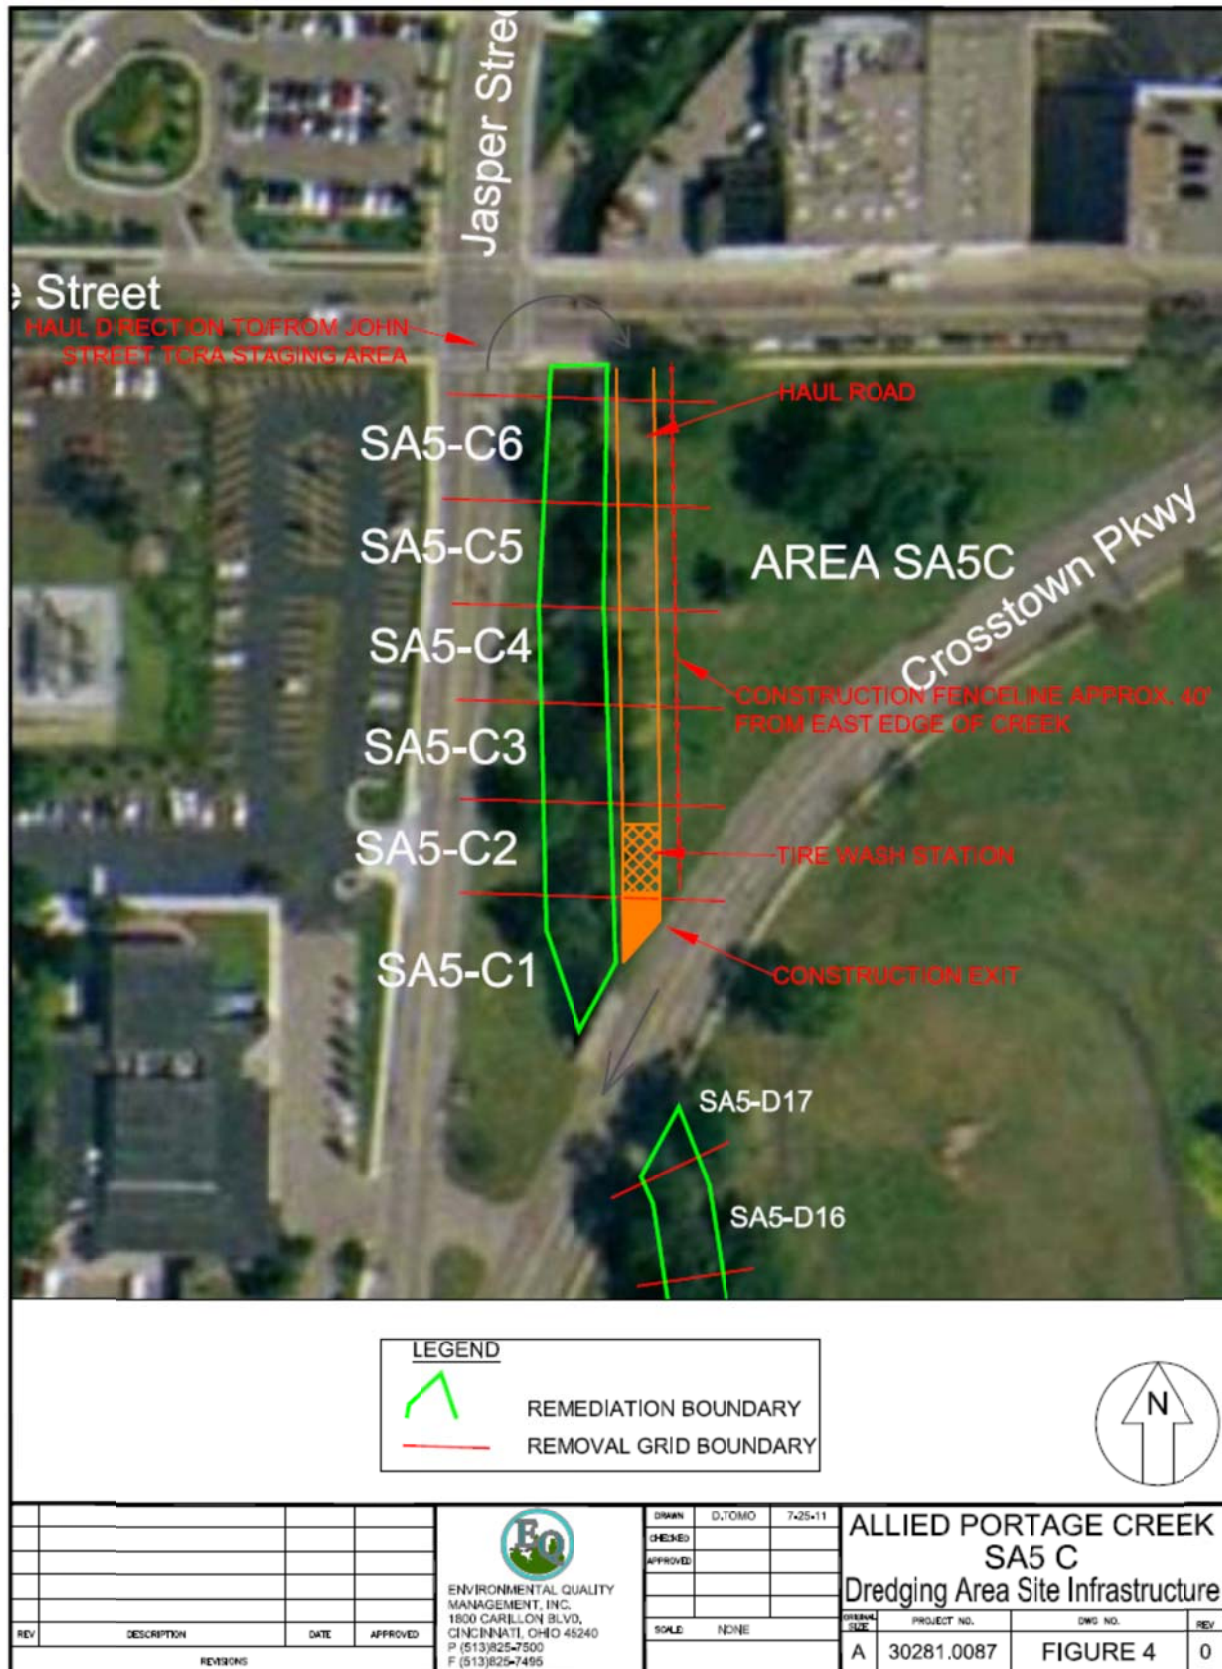 Jasper Stree
e Street
HAUL D RECTION TO/FROM JOHN
STREET TCRA STAGING AREA
HAUL ROAD
SA5-C6
SA5-C5
AREA SA5C
Crosstown Pkwy
SA5-C4
CONSTRUCTION FENCELINE APPROX. 40'
FROM EAST EDGE OF CREEK
SA5-C3
SA5-C2
TIRE WASH STATION
SA5-C1
CONSTRUCTION EXIT
SA5-D17
SA5-D16
LEGEND
REMEDIATION BOUNDARY
REMOVAL GRID BOUNDARY
N
REV DESCRIPTION DATE APPROVED
REVISIONS
EQ
ENVIRONMENTAL QUALITY
MANAGEMENT, INC.
1800 CARILLON BLVD,
CINCINNATI, OHIO 45240
P (513)825-7500
F (513)825-7495
DRAWN D.TOMO 7-25-11
CHECKED
APPROVED
SCALE NONE
ALLIED PORTAGE CREEK
SA5 C
Dredging Area Site Infrastructure
ORIGINAL SIZE PROJECT NO. DWG NO. REV
A 30281.0087 FIGURE 4 0